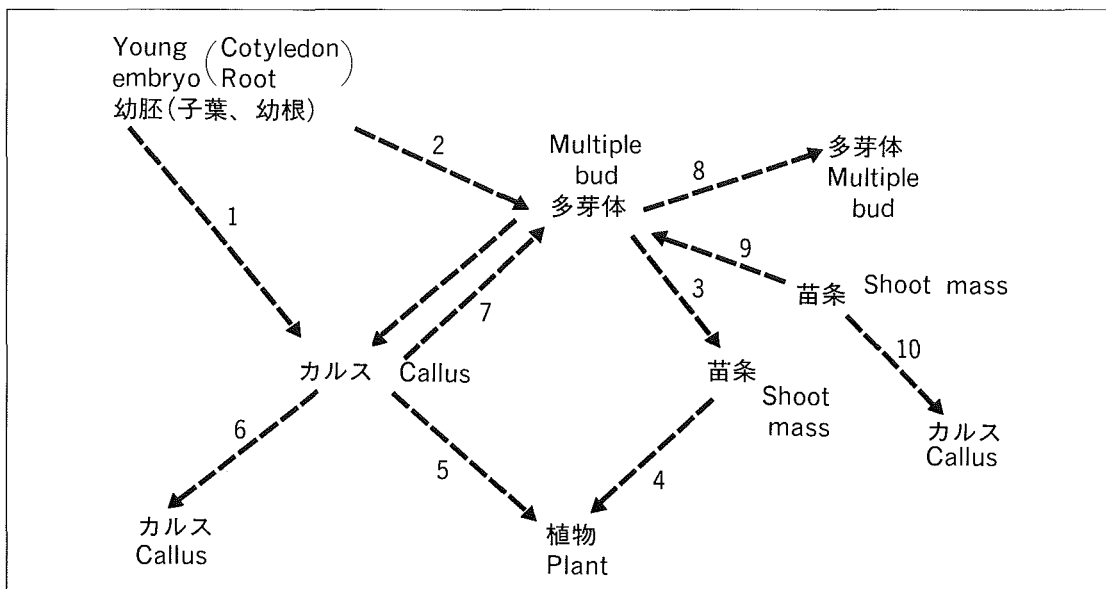 Young (Cotyledon
embryo Root)
幼胚(子葉、幼根)
1
2
Multiple
bud
多芽体
8
多芽体
Multiple
bud
9
苗条 Shoot mass
3
7
10
カルス Callus
苗条
Shoot
mass
カルス
Callus
6
5
4
カルス
Callus
植物
Plant